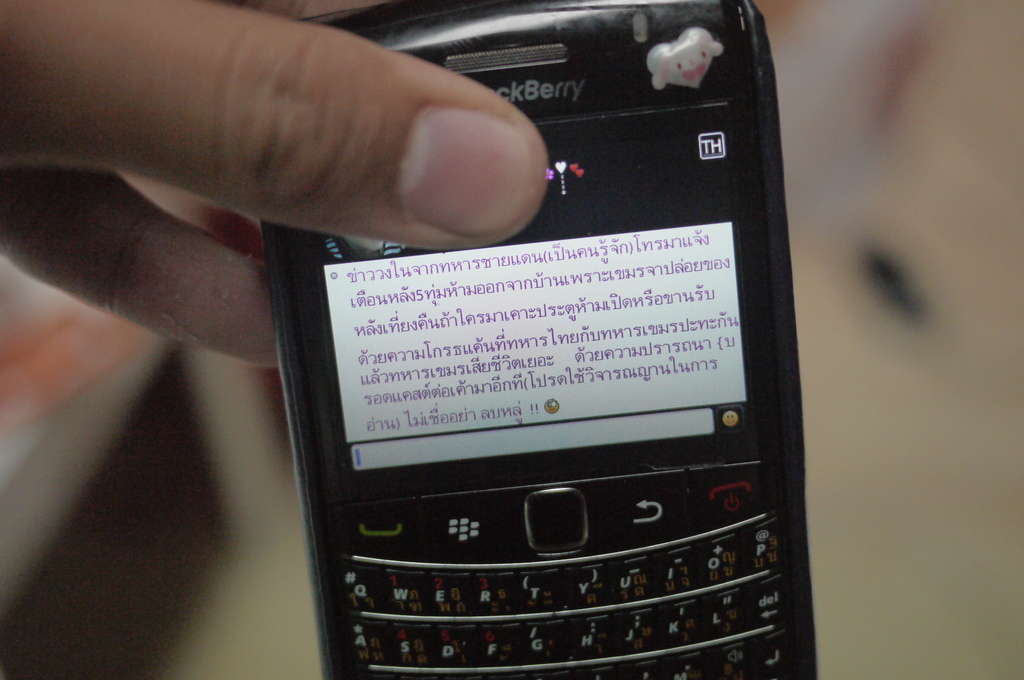 ckBerry
TH
ข่าววงในจากทหารชายแดน(เป็นคนรู้จัก)โทรมาแจ้ง
เตือนหลัง5ทุ่มห้ามออกจากบ้านเพราะเขมรจาปล่อยของ
หลังเที่ยงคืนถ้าใครมาเคาะประตูห้ามเปิดหรือขานรับ
ด้วยความโกรธแค้นที่ทหารไทยกับทหารเขมรปะทะกัน
แล้วทหารเขมรเสียชีวิตเยอะ ด้วยความปรารถนา {บ
รอดแคสต์ต่อเค้ามาอีกที(โปรดใช้วิจารณญานในการ
อ่าน) ไม่เชื่ออย่า ลบหลู่ !!
# Q 1 W 2 E 3 R ( T ) Y _ U - I + O @ P
* A 4 S 5 D 6 F / G : H ; J ' K " L del